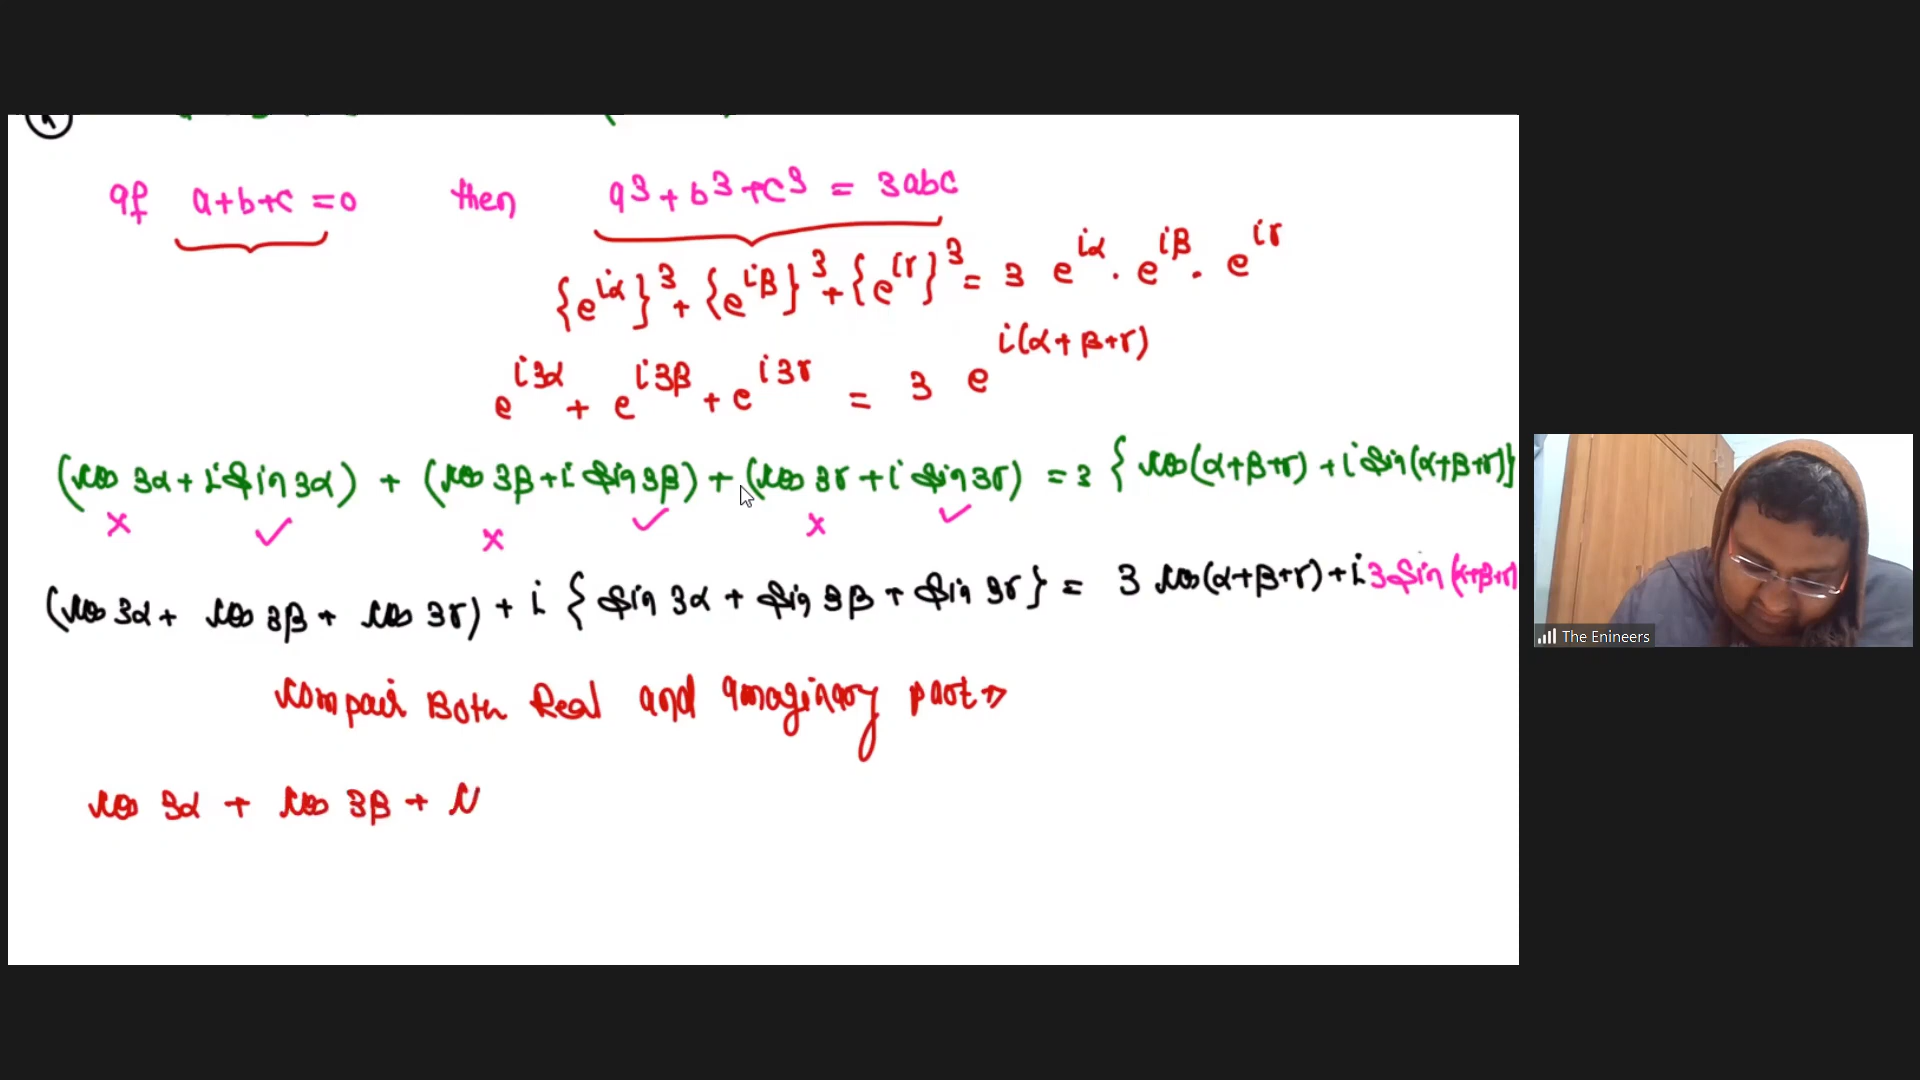 If a+b+c = 0 then a³ + b³ + c³ = 3abc
{e^{iα}}³ + {e^{iβ}}³ + {e^{iγ}}³ = 3 e^{iα} . e^{iβ} . e^{iγ}
e^{i3α} + e^{i3β} + e^{i3γ} = 3 e^{i(α+β+γ)}
(cos 3α + i Sin 3α) + (cos 3β + i Sin 3β) + (cos 3γ + i Sin 3γ) = 3 { cos(α+β+γ) + i Sin(α+β+γ)}
× ✓ × ✓ × ✓
(cos 3α + cos 3β + cos 3γ) + i { Sin 3α + Sin 3β + Sin 3γ } = 3 cos(α+β+γ) + i 3 Sin (α+β+γ)
compair Both Real and Imaginary part
cos 3α + cos 3β +
The Enineers